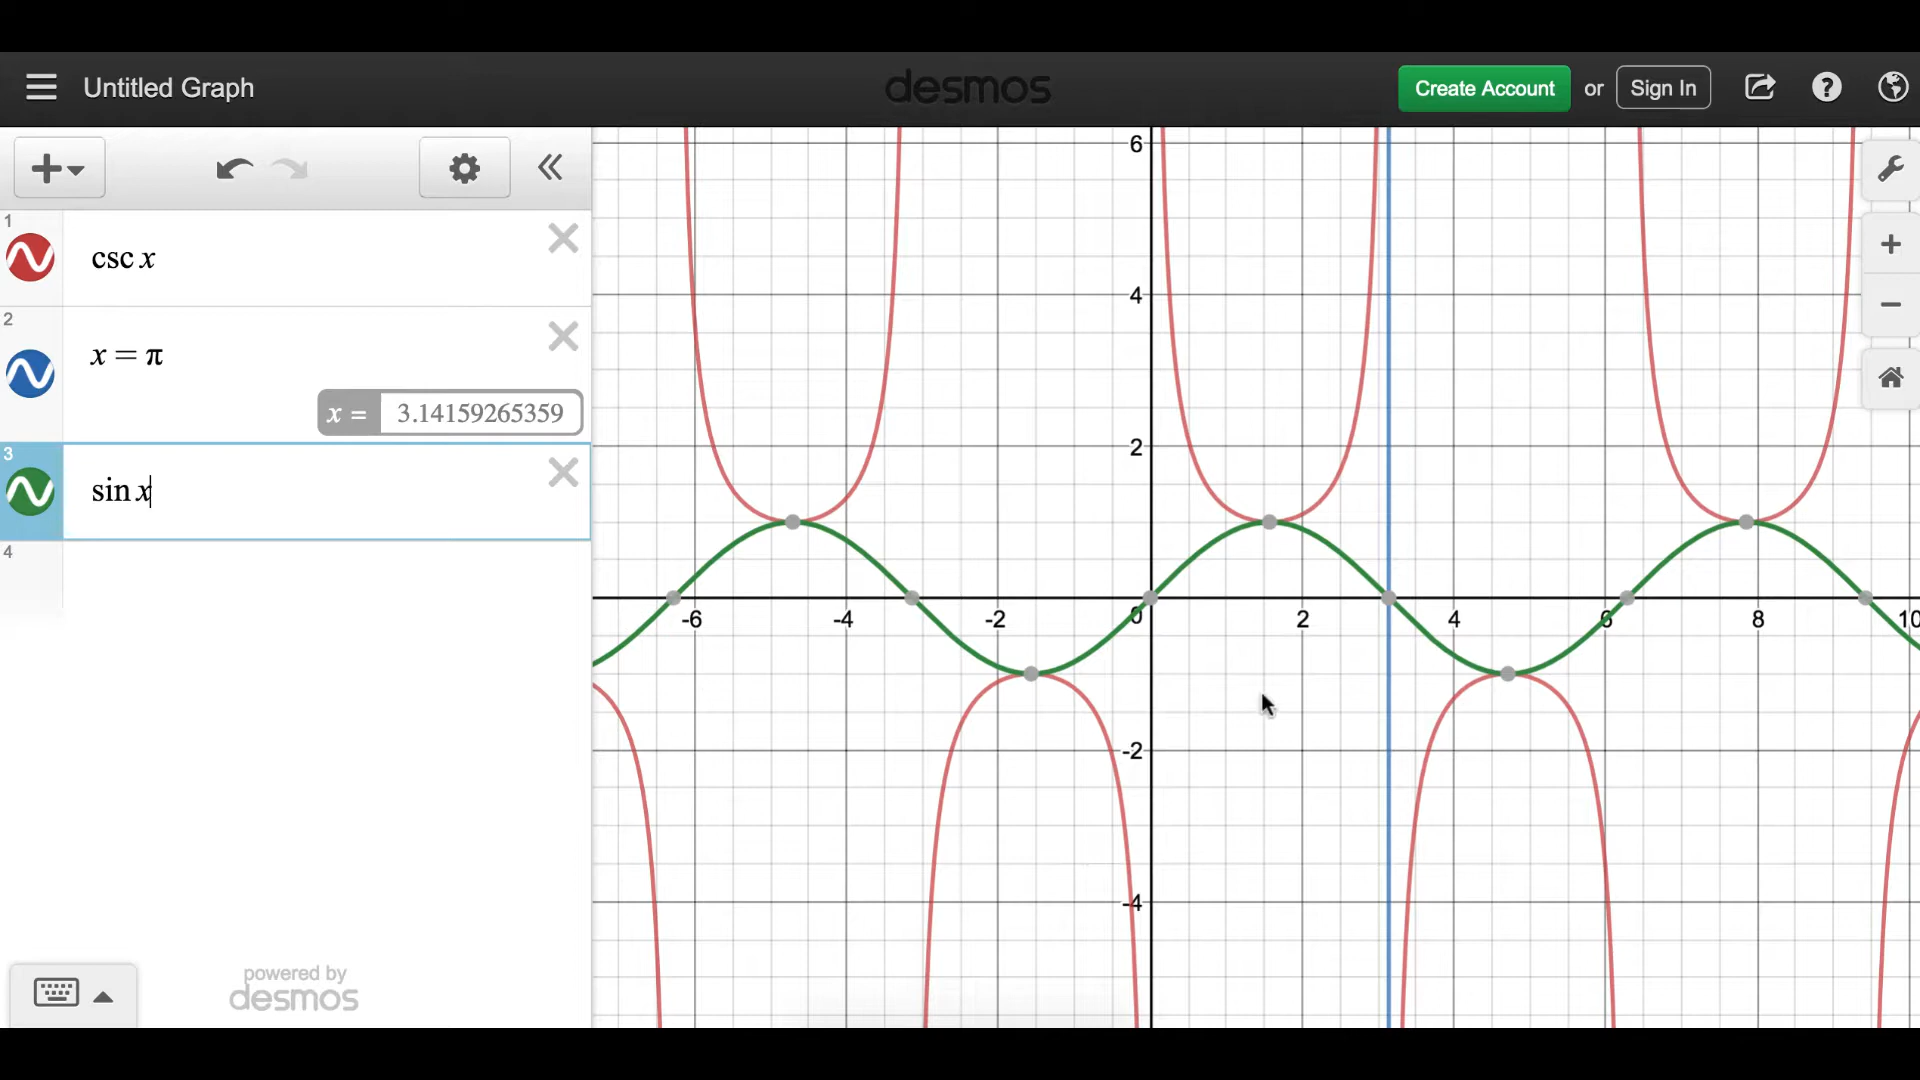 Untitled Graph
desmos
Create Account or Sign In
1
csc x
2
x = π
x = 3.14159265359
3
sin x
4
powered by
desmos
6
4
2
-6 -4 -2 0 2 4 6 8 10
-2
-4